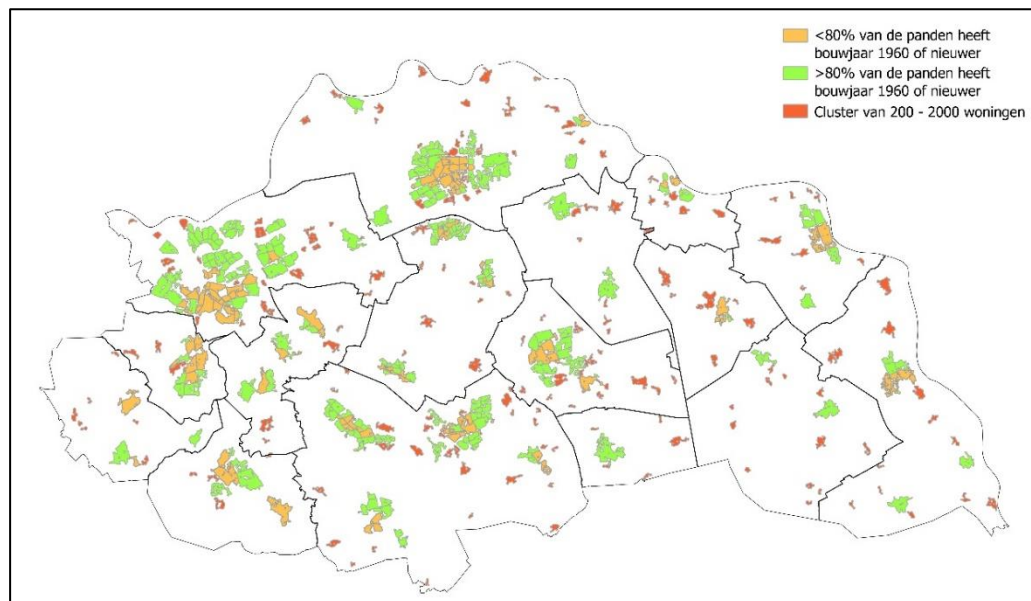 <80% van de panden heeft
bouwjaar 1960 of nieuwer
>80% van de panden heeft
bouwjaar 1960 of nieuwer
Cluster van 200 - 2000 woningen